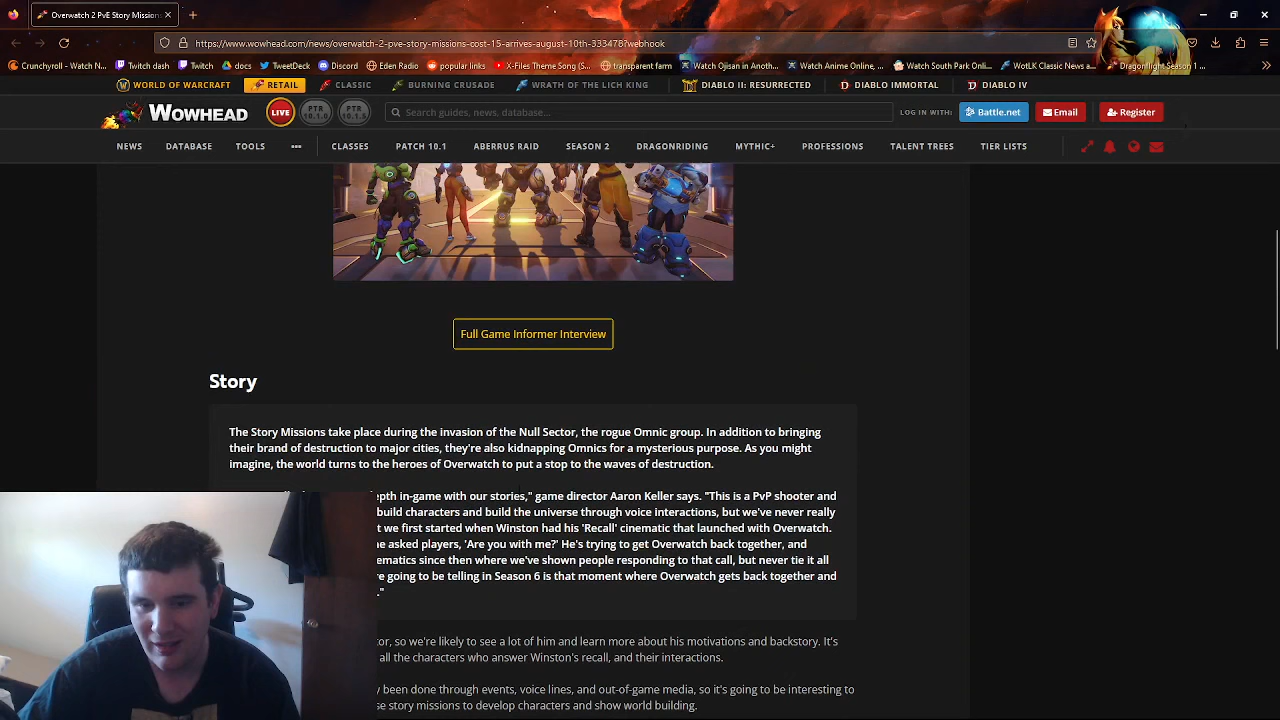 Overwatch 2 PvE Story Mission
https://www.wowhead.com/news/overwatch-2-pve-story-missions-cost-15-arrives-august-10th-333478?webhook
Crunchyroll - Watch N... Twitch dash Twitch docs TweetDeck Discord Eden Radio popular links X-Files Theme Song (S... transparent farm Watch Ojisan in Anoth... Watch Anime Online, ... Watch South Park Onli... WotLK Classic News a... Dragonflight Season 1 ...
WORLD OF WARCRAFT RETAIL CLASSIC BURNING CRUSADE WRATH OF THE LICH KING DIABLO II: RESURRECTED DIABLO IMMORTAL DIABLO IV
WOWHEAD LIVE PTR 10.1.0 PTR 10.1.5 Search guides, news, database... LOG IN WITH: Battle.net Email Register
NEWS DATABASE TOOLS ... CLASSES PATCH 10.1 ABERRUS RAID SEASON 2 DRAGONRIDING MYTHIC+ PROFESSIONS TALENT TREES TIER LISTS
Full Game Informer Interview
Story
The Story Missions take place during the invasion of the Null Sector, the rogue Omnic group. In addition to bringing
their brand of destruction to major cities, they're also kidnapping Omnics for a mysterious purpose. As you might
imagine, the world turns to the heroes of Overwatch to put a stop to the waves of destruction.
epth in-game with our stories," game director Aaron Keller says. "This is a PvP shooter and
build characters and build the universe through voice interactions, but we've never really
t we first started when Winston had his 'Recall' cinematic that launched with Overwatch.
e asked players, 'Are you with me?' He's trying to get Overwatch back together, and
ematics since then where we've shown people responding to that call, but never tie it all
e going to be telling in Season 6 is that moment where Overwatch gets back together and
."
tor, so we're likely to see a lot of him and learn more about his motivations and backstory. It's
all the characters who answer Winston's recall, and their interactions.
y been done through events, voice lines, and out-of-game media, so it's going to be interesting to
se story missions to develop characters and show world building.